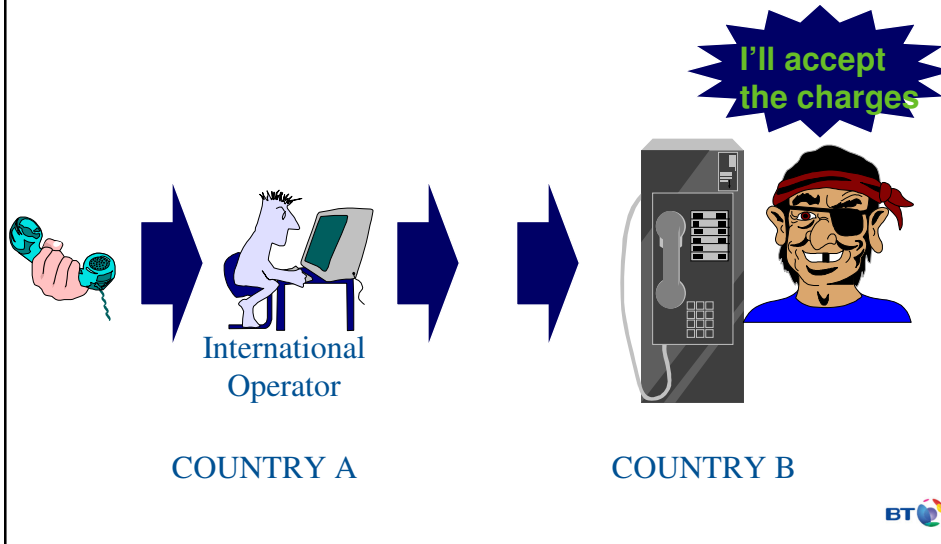 I'll accept
the charges
International
Operator
COUNTRY A
COUNTRY B
BT